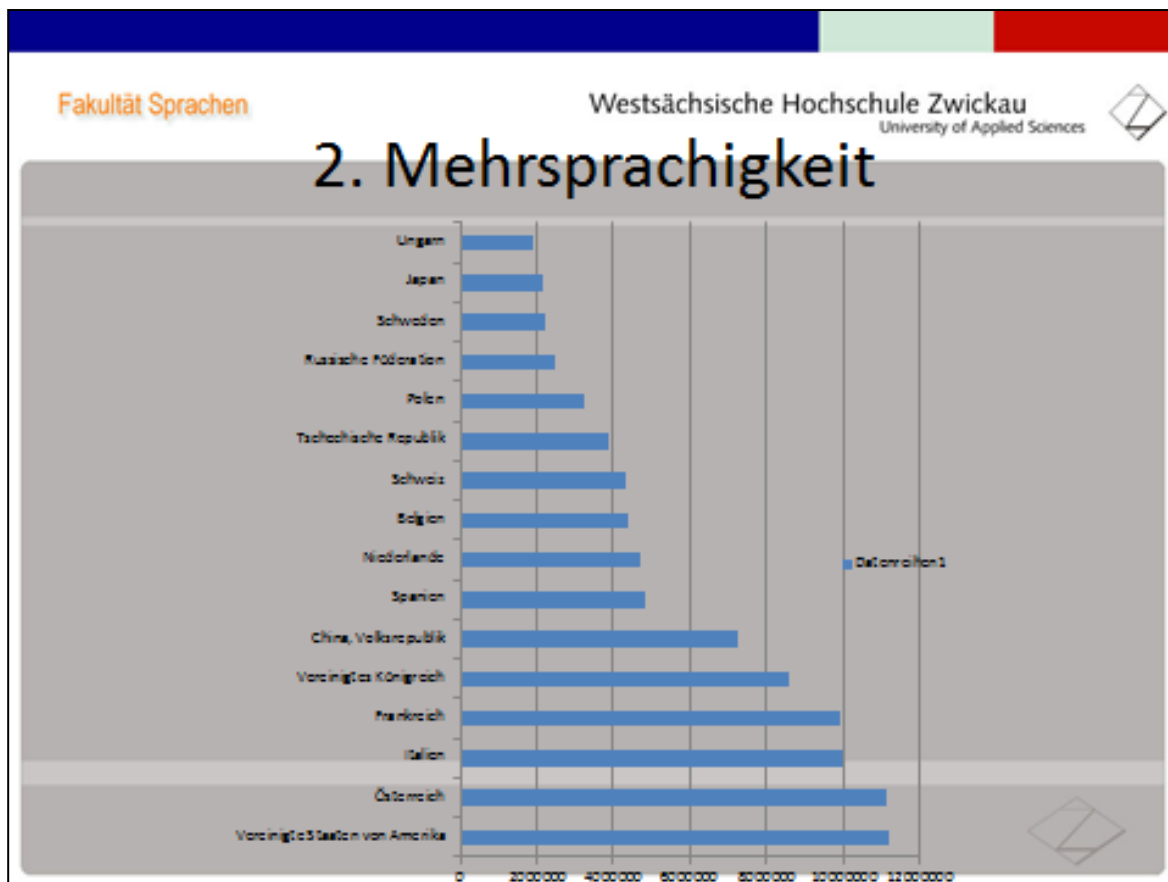 Fakultät Sprachen
Westsächsische Hochschule Zwickau
University of Applied Sciences
2. Mehrsprachigkeit
Ungarn
Japan
Schweden
Russische Föderation
Polen
Tschechische Republik
Schweiz
Belgien
Niederlande
Datenreihen1
Spanien
China, Volksrepublik
Vereinigtes Königreich
Frankreich
Italien
Österreich
Vereinigte Staaten von Amerika
0 2000000 4000000 6000000 8000000 10000000 12000000